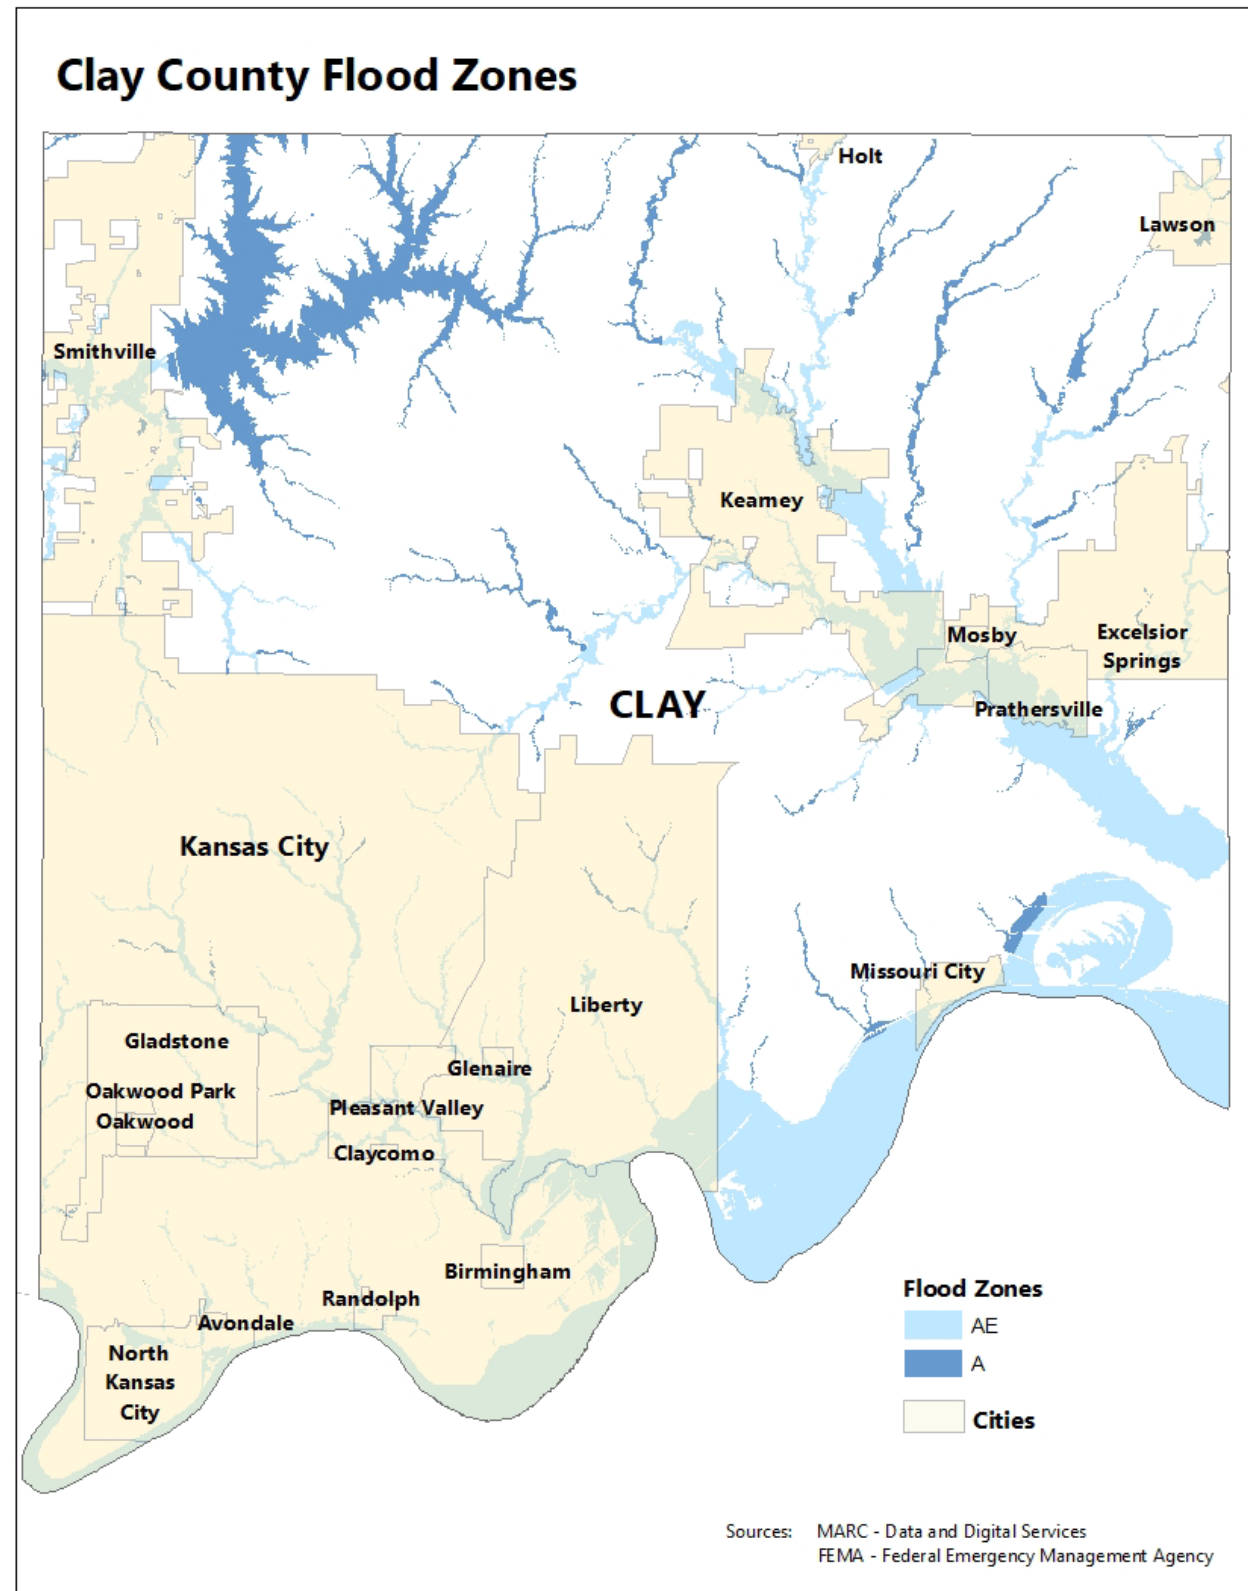 Clay County Flood Zones
Holt
Lawson
Smithville
Kearney
Mosby
Excelsior
Springs
CLAY
Prathersville
Kansas City
Missouri City
Liberty
Gladstone
Glenaire
Oakwood Park
Pleasant Valley
Oakwood
Claycomo
Birmingham
Randolph
Avondale
North
Kansas
City
Flood Zones
AE
A
Cities
Sources: MARC - Data and Digital Services
FEMA - Federal Emergency Management Agency